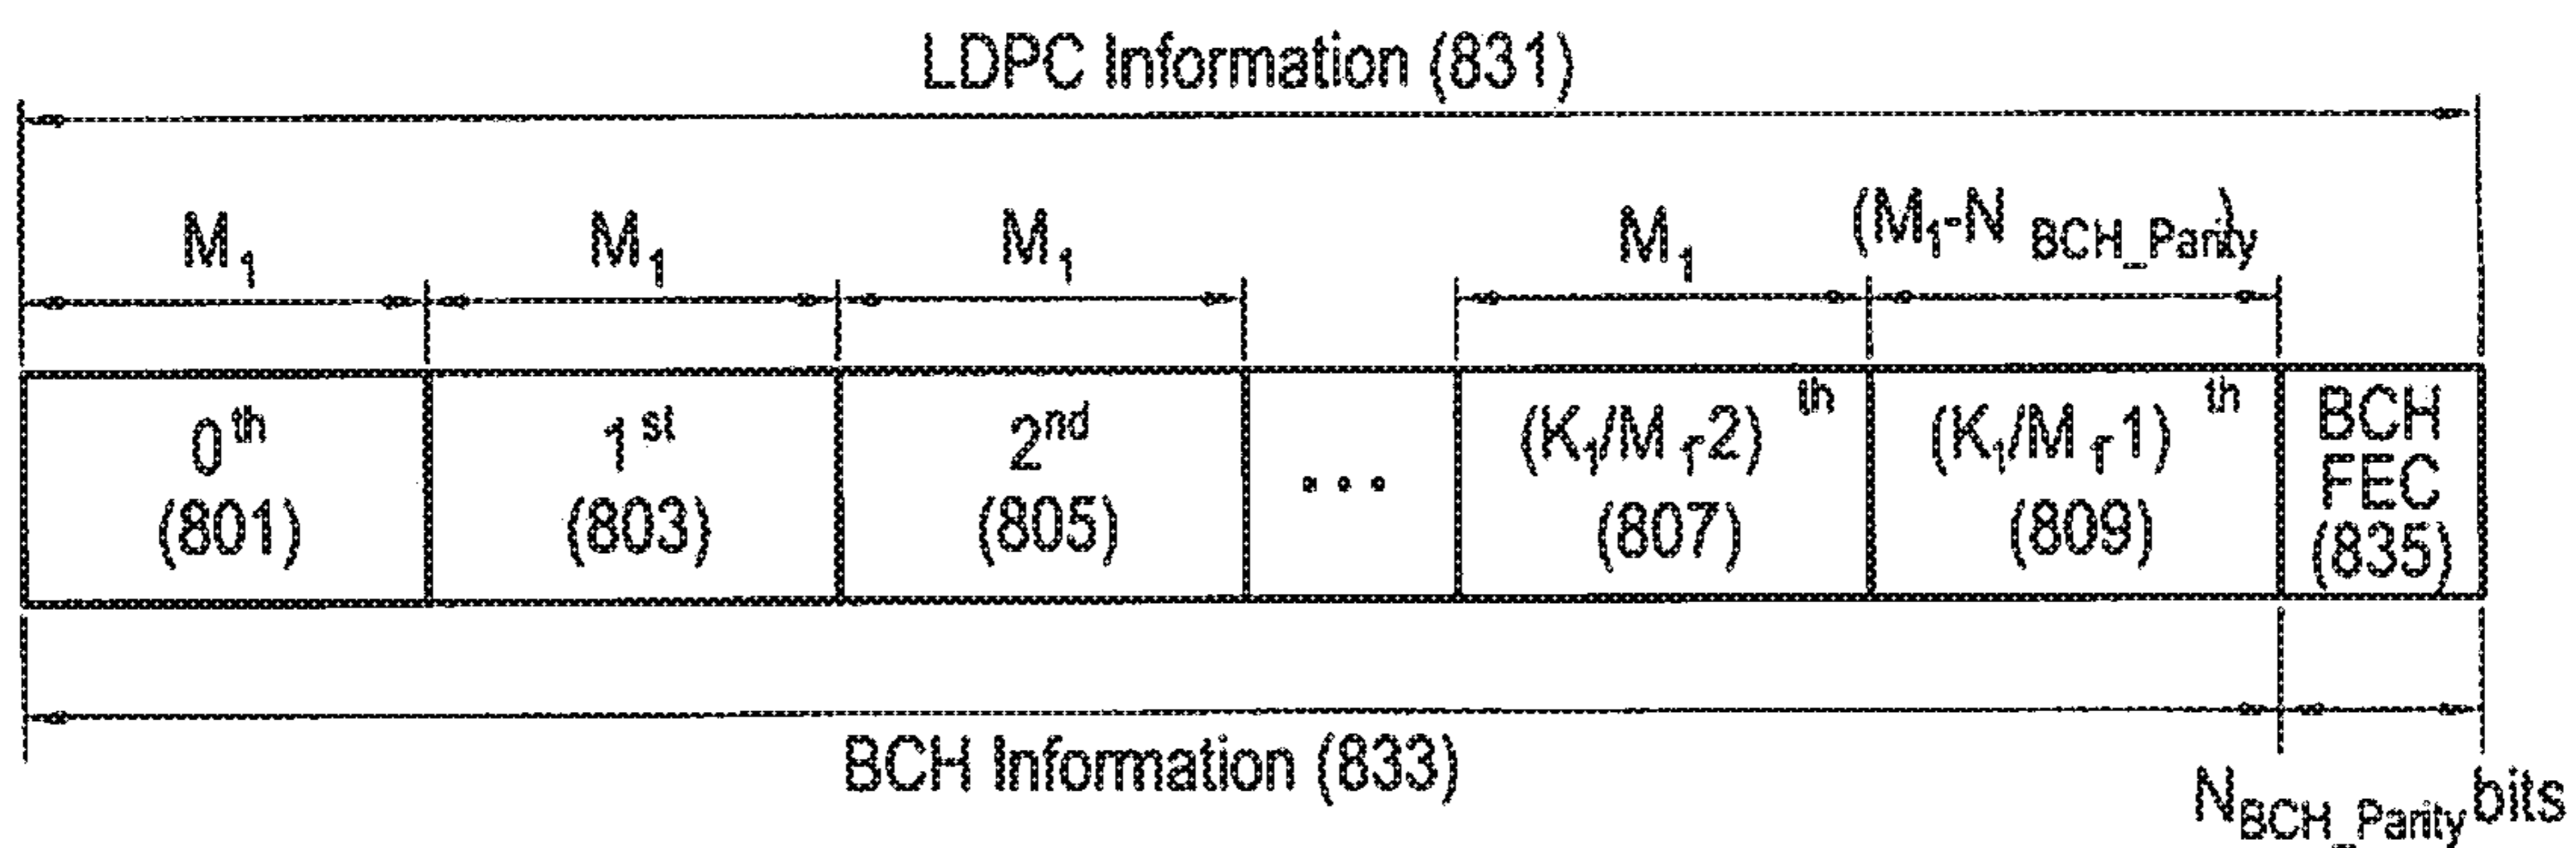 LDPC Information (831)
M₁ M₁ M₁ M₁ (M₁-N BCH_Parity)
0th 1st 2nd ... (K₁/M₁-2)th (K₁/M₁-1)th BCH FEC
(801) (803) (805) (807) (809) (835)
BCH Information (833)
N BCH_Parity bits